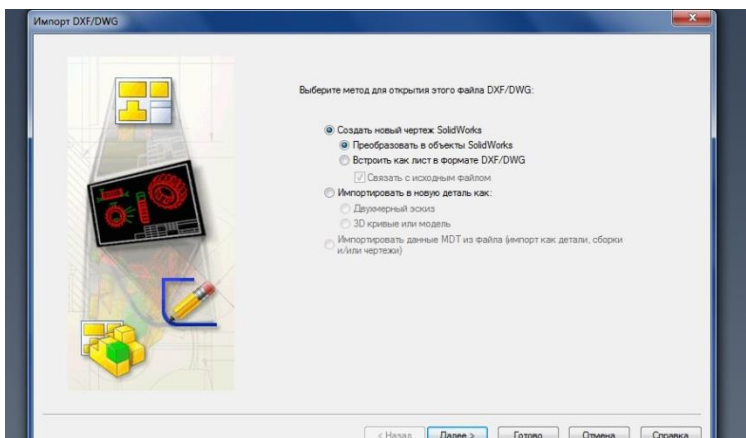 Импорт DXF/DWG
Выберите метод для открытия этого файла DXF/DWG:
Создать новый чертеж SolidWorks
Преобразовать в объекты SolidWorks
Встроить как лист в формате DXF/DWG
Связать с исходным файлом
Импортировать в новую деталь как:
Двухмерный эскиз
3D кривые или модель
Импортировать данные MDT из файла (импорт как детали, сборки
и/или чертежи)
< Назад Далее > Готово Отмена Справка